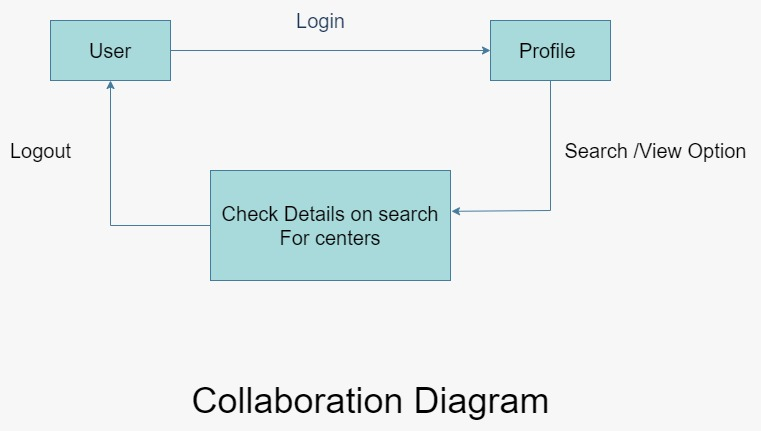 Login
User
Profile
Logout
Search /View Option
Check Details on search
For centers
Collaboration Diagram